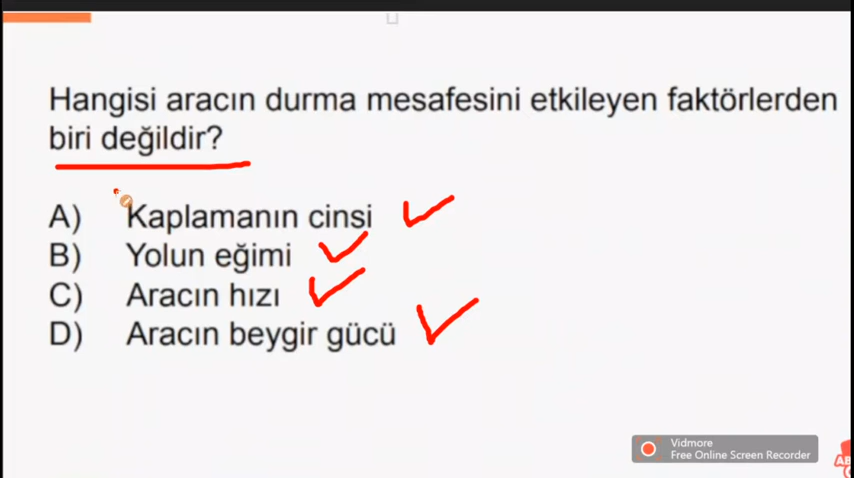 Hangisi aracın durma mesafesini etkileyen faktörlerden
biri değildir?
A) Kaplamanın cinsi
B) Yolun eğimi
C) Aracın hızı
D) Aracın beygir gücü
Vidmore
Free Online Screen Recorder